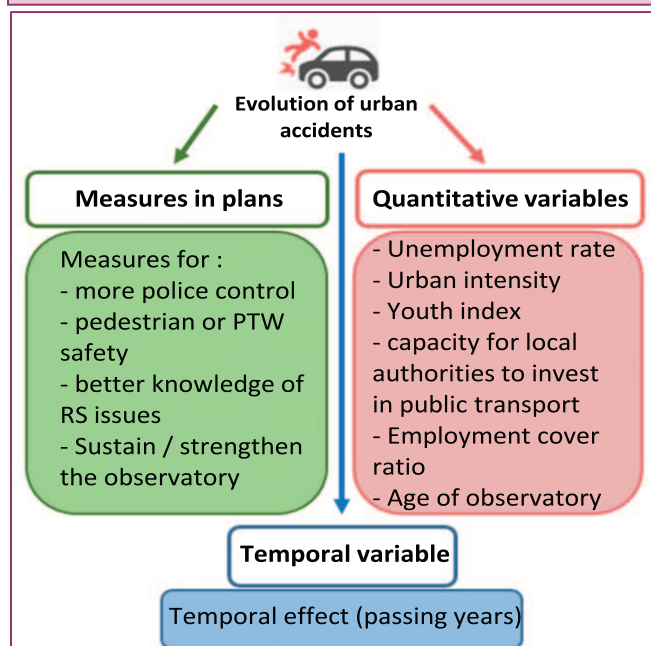 Evolution of urban
accidents
Measures in plans
Measures for :
- more police control
- pedestrian or PTW
safety
- better knowledge of
RS issues
- Sustain / strengthen
the observatory
Quantitative variables
- Unemployment rate
- Urban intensity
- Youth index
- capacity for local
authorities to invest
in public transport
- Employment cover
ratio
- Age of observatory
Temporal variable
Temporal effect (passing years)